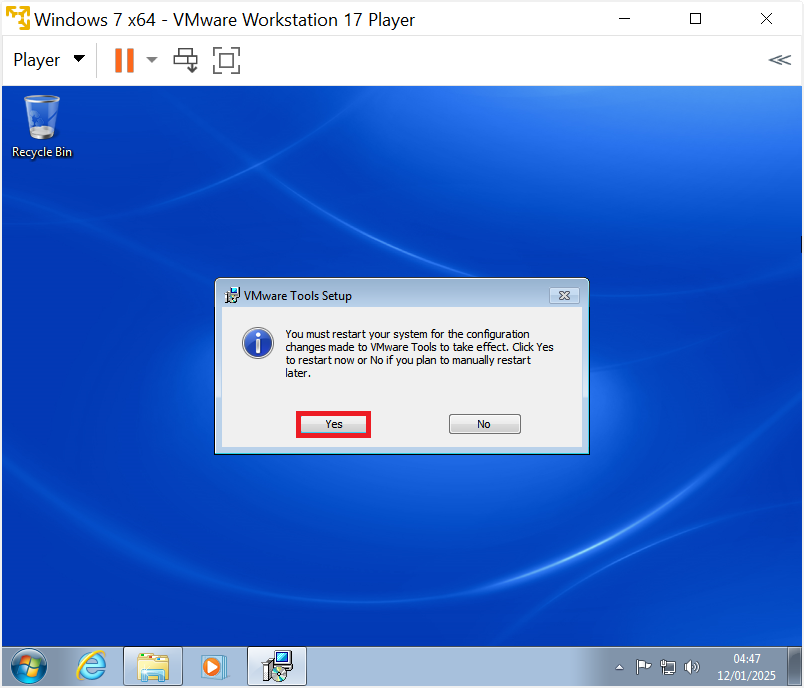 Windows 7 x64 - VMware Workstation 17 Player
Player
Recycle Bin
VMware Tools Setup
You must restart your system for the configuration
changes made to VMware Tools to take effect. Click Yes
to restart now or No if you plan to manually restart
later.
Yes
No
04:47
12/01/2025